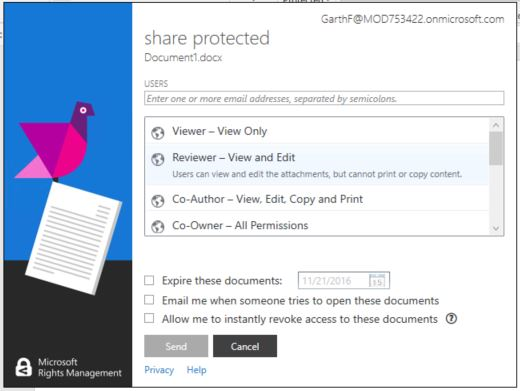 GarthF@MOD753422.onmicrosoft.com
share protected
Document1.docx
USERS
Enter one or more email addresses, separated by semicolons.
Viewer – View Only
Reviewer – View and Edit
Users can view and edit the attachments, but cannot print or copy content.
Co-Author – View, Edit, Copy and Print
Co-Owner – All Permissions
Expire these documents: 11/21/2016 15
Email me when someone tries to open these documents
Allow me to instantly revoke access to these documents ?
Send Cancel
Privacy Help
Microsoft
Rights Management